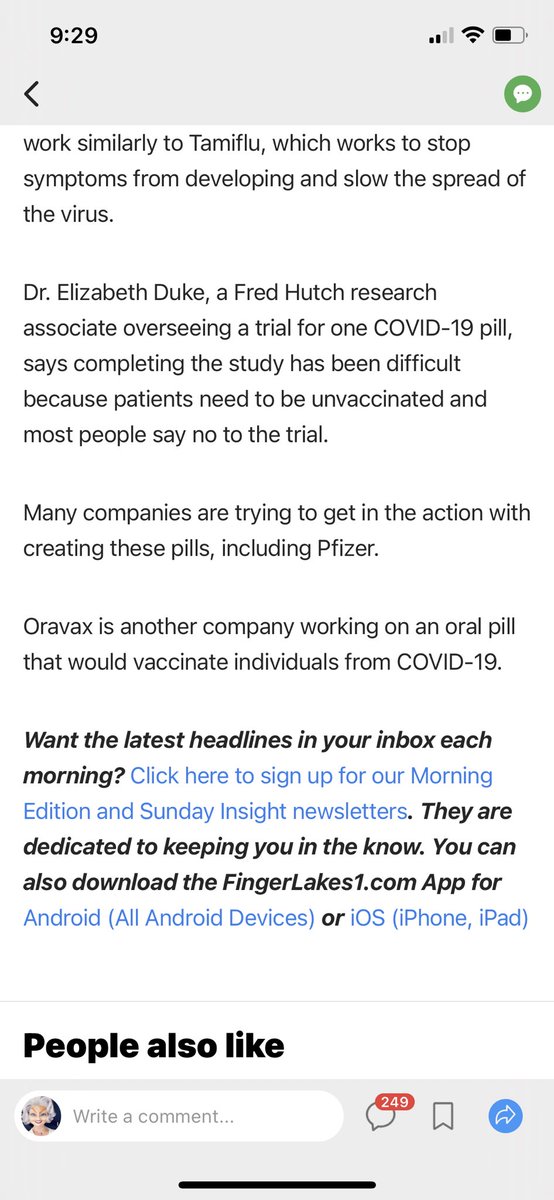 9:29
work similarly to Tamiflu, which works to stop
symptoms from developing and slow the spread of
the virus.
Dr. Elizabeth Duke, a Fred Hutch research
associate overseeing a trial for one COVID-19 pill,
says completing the study has been difficult
because patients need to be unvaccinated and
most people say no to the trial.
Many companies are trying to get in the action with
creating these pills, including Pfizer.
Oravax is another company working on an oral pill
that would vaccinate individuals from COVID-19.
Want the latest headlines in your inbox each
morning? Click here to sign up for our Morning
Edition and Sunday Insight newsletters. They are
dedicated to keeping you in the know. You can
also download the FingerLakes1.com App for
Android (All Android Devices) or iOS (iPhone, iPad)
People also like
Write a comment...
249